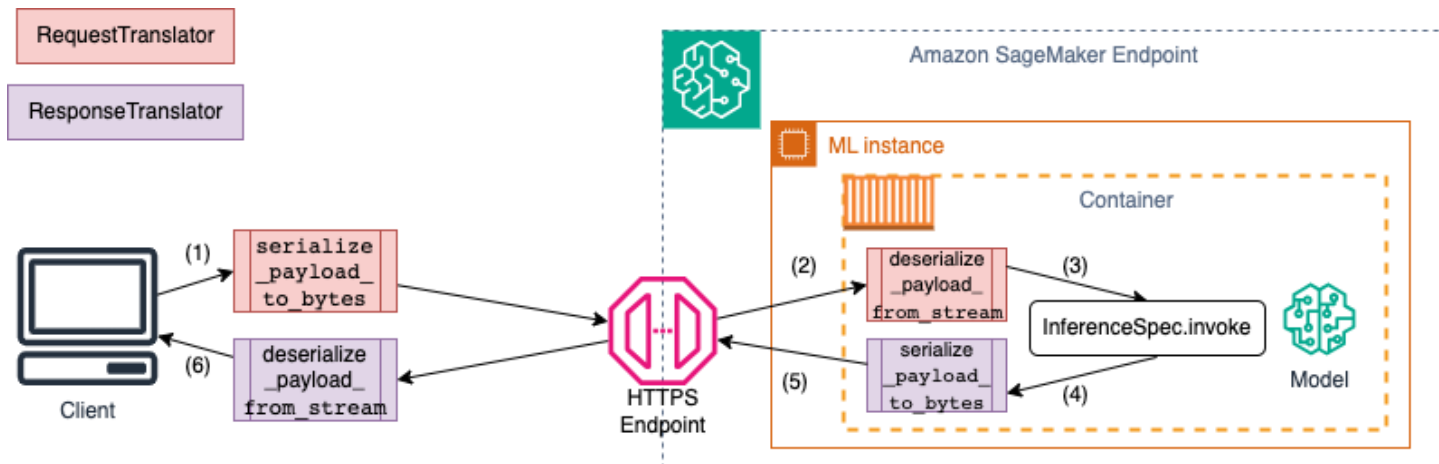 RequestTranslator
ResponseTranslator
Amazon SageMaker Endpoint
ML instance
Container
(1)
serialize
_payload_
to_bytes
(2)
deserialize
_payload_
from_stream
(3)
InferenceSpec.invoke
Model
(4)
serialize
_payload_
to_bytes
(5)
HTTPS
Endpoint
deserialize
_payload_
from_stream
(6)
Client